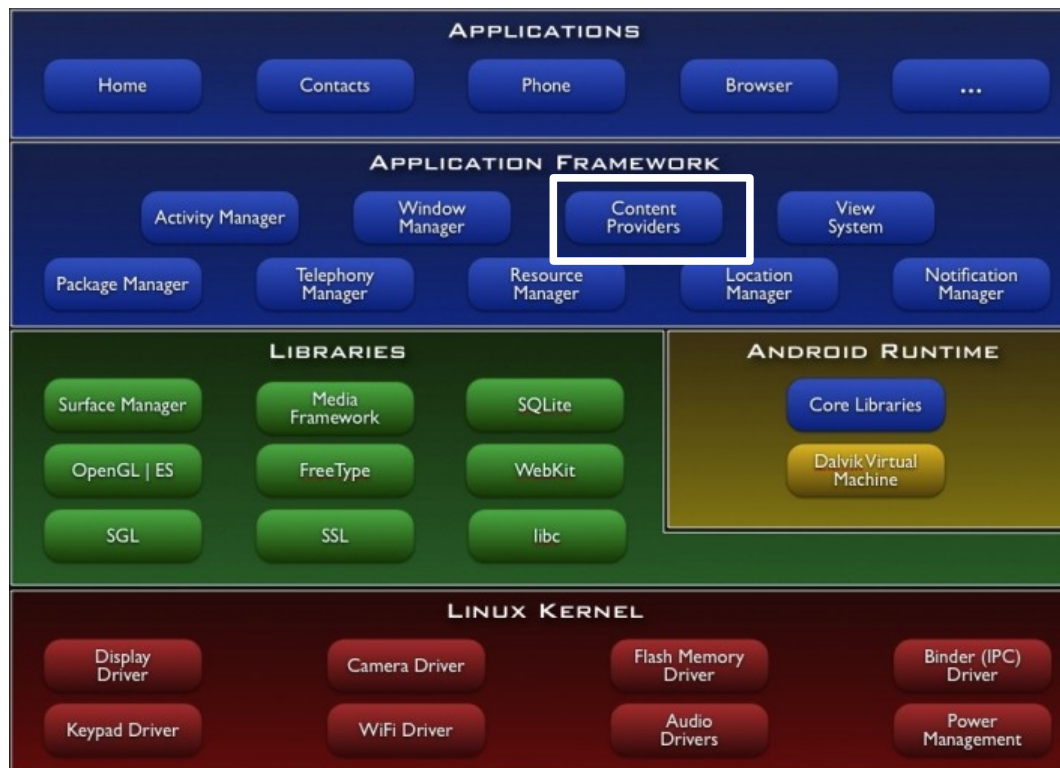 APPLICATIONS
Home
Contacts
Phone
Browser
...
APPLICATION FRAMEWORK
Activity Manager
Window
Manager
Content
Providers
View
System
Package Manager
Telephony
Manager
Resource
Manager
Location
Manager
Notification
Manager
LIBRARIES
Surface Manager
Media
Framework
SQLite
OpenGL | ES
FreeType
WebKit
SGL
SSL
libc
ANDROID RUNTIME
Core Libraries
Dalvik Virtual
Machine
LINUX KERNEL
Display
Driver
Camera Driver
Flash Memory
Driver
Binder (IPC)
Driver
Keypad Driver
WiFi Driver
Audio
Drivers
Power
Management